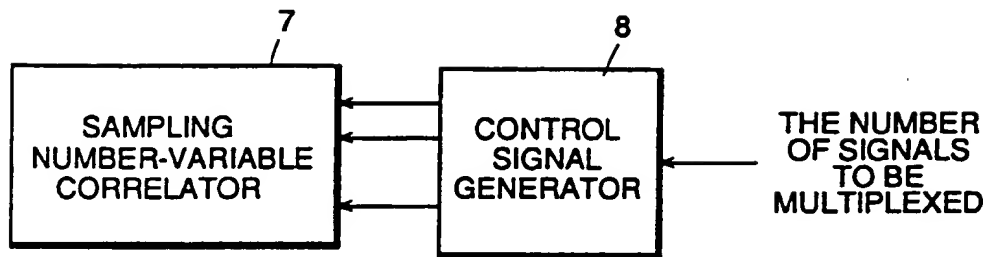 7
8
SAMPLING
NUMBER-VARIABLE
CORRELATOR
CONTROL
SIGNAL
GENERATOR
THE NUMBER
OF SIGNALS
TO BE
MULTIPLEXED